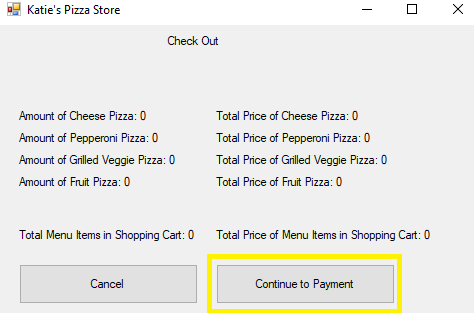 Katie's Pizza Store
Check Out
Amount of Cheese Pizza: 0 Total Price of Cheese Pizza: 0
Amount of Pepperoni Pizza: 0 Total Price of Pepperoni Pizza: 0
Amount of Grilled Veggie Pizza: 0 Total Price of Grilled Veggie Pizza: 0
Amount of Fruit Pizza: 0 Total Price of Fruit Pizza: 0
Total Menu Items in Shopping Cart: 0 Total Price of Menu Items in Shopping Cart: 0
Cancel Continue to Payment